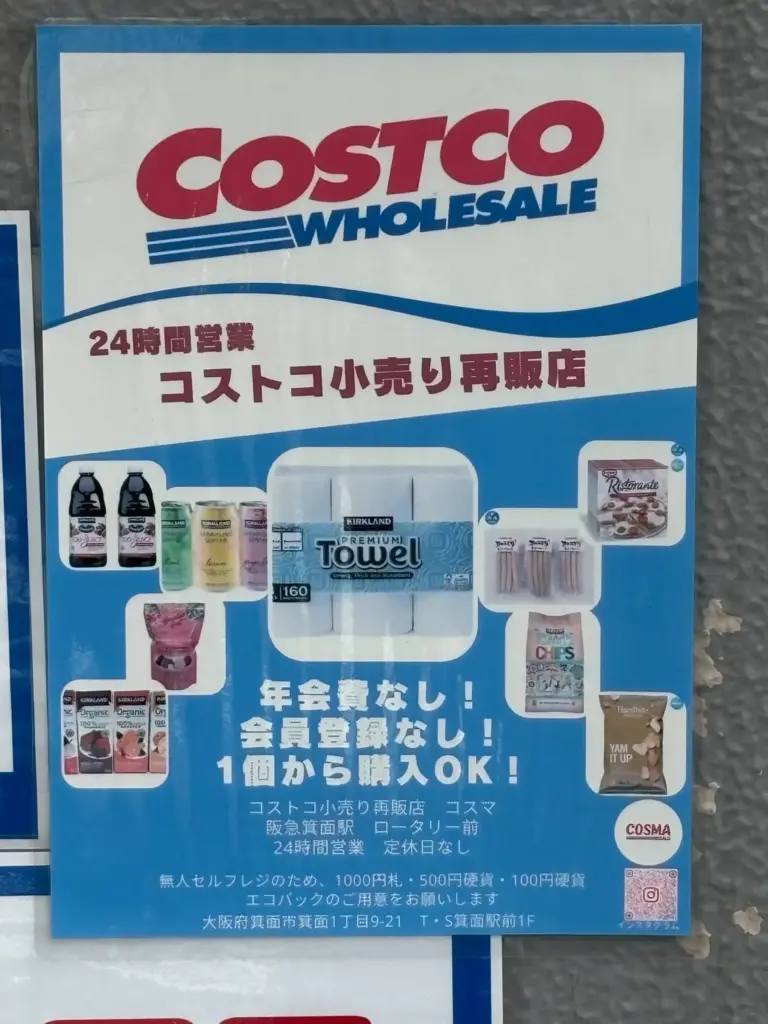 COSTCO
WHOLESALE
24時間営業
コストコ小売り再販店
KIRKLAND
PREMIUM
Towel
160
KIRKLAND
KIRKLAND
Ristorante
CHIPS
KIRKLAND
KIRKLAND
Organic
Organic
100%
YAM
IT UP
年会費なし！
会員登録なし！
1個から購入OK！
コストコ小売り再販店 コスマ
阪急箕面駅 ロータリー前
24時間営業 定休日なし
COSMA
無人セルフレジのため、1000円札・500円硬貨・100円硬貨
エコバックのご用意をお願いします
大阪府箕面市箕面1丁目9-21 T・S箕面駅前1F
インスタグラム